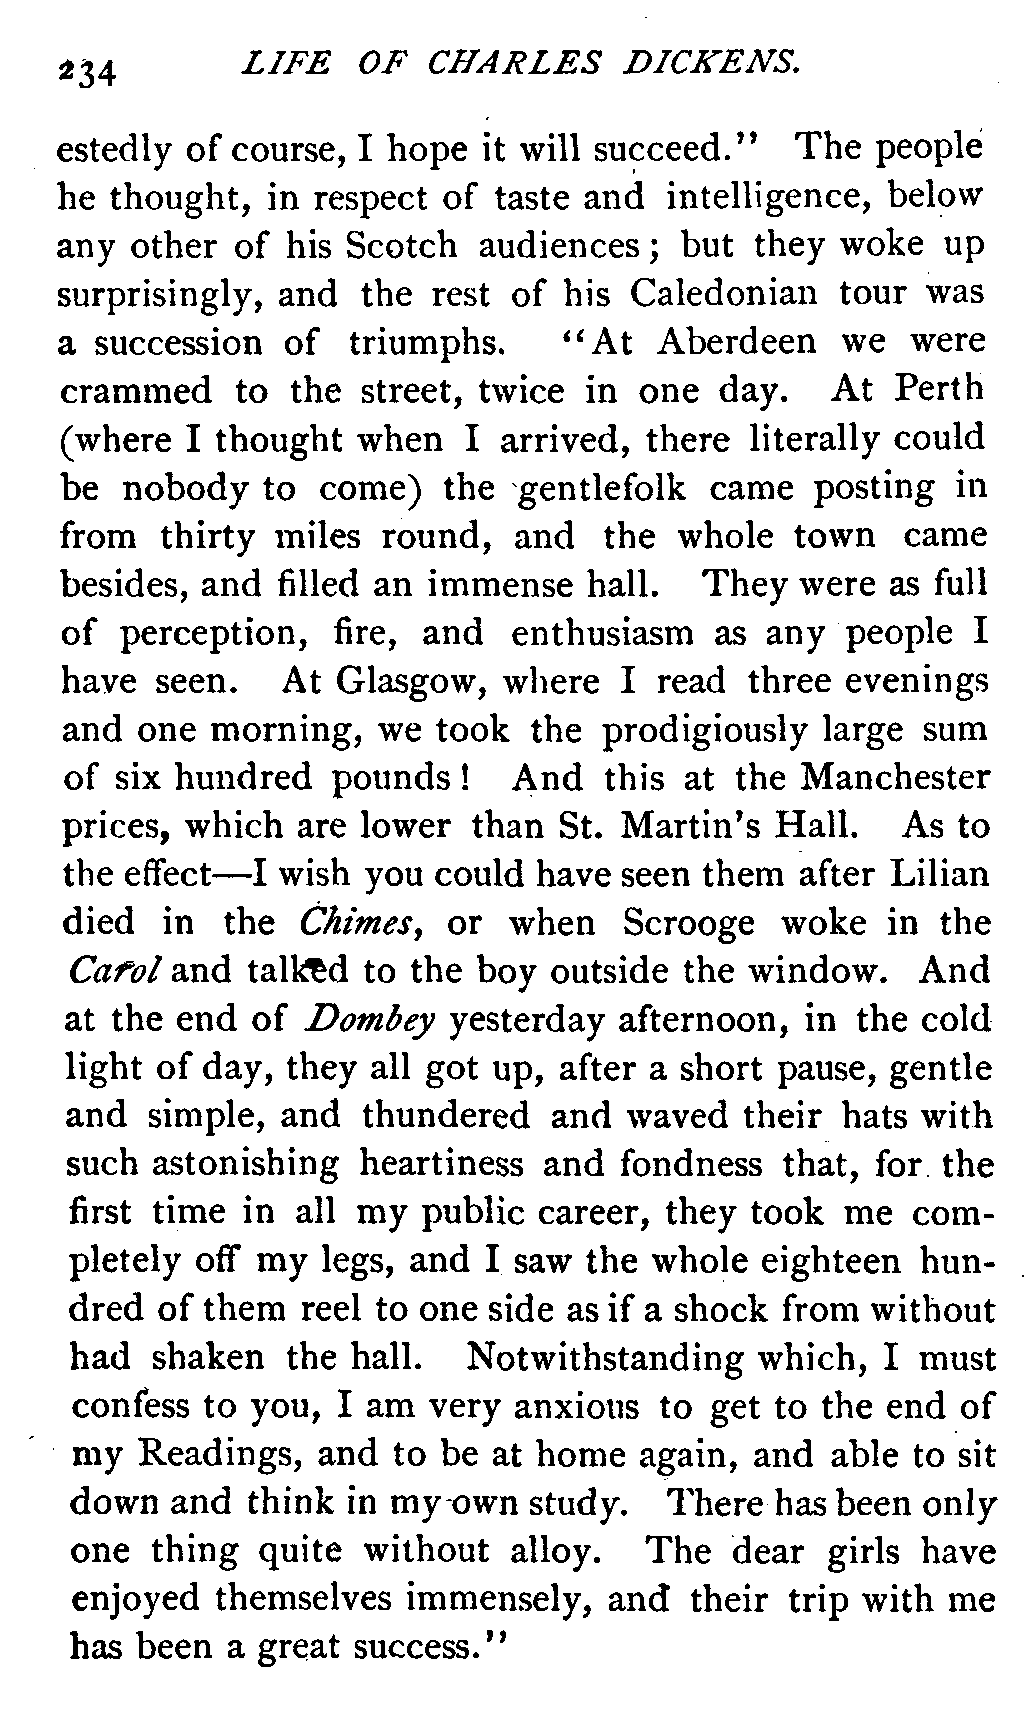 234 LIFE OF CHARLES DICKENS.
estedly of course, I hope it will succeed." The people
he thought, in respect of taste and intelligence, below
any other of his Scotch audiences; but they woke up
surprisingly, and the rest of his Caledonian tour was
a succession of triumphs. "At Aberdeen we were
crammed to the street, twice in one day. At Perth
(where I thought when I arrived, there literally could
be nobody to come) the gentlefolk came posting in
from thirty miles round, and the whole town came
besides, and filled an immense hall. They were as full
of perception, fire, and enthusiasm as any people I
have seen. At Glasgow, where I read three evenings
and one morning, we took the prodigiously large sum
of six hundred pounds! And this at the Manchester
prices, which are lower than St. Martin's Hall. As to
the effect—I wish you could have seen them after Lilian
died in the Chimes, or when Scrooge woke in the
Carol and talked to the boy outside the window. And
at the end of Dombey yesterday afternoon, in the cold
light of day, they all got up, after a short pause, gentle
and simple, and thundered and waved their hats with
such astonishing heartiness and fondness that, for the
first time in all my public career, they took me com-
pletely off my legs, and I saw the whole eighteen hun-
dred of them reel to one side as if a shock from without
had shaken the hall. Notwithstanding which, I must
confess to you, I am very anxious to get to the end of
my Readings, and to be at home again, and able to sit
down and think in my own study. There has been only
one thing quite without alloy. The dear girls have
enjoyed themselves immensely, and their trip with me
has been a great success."